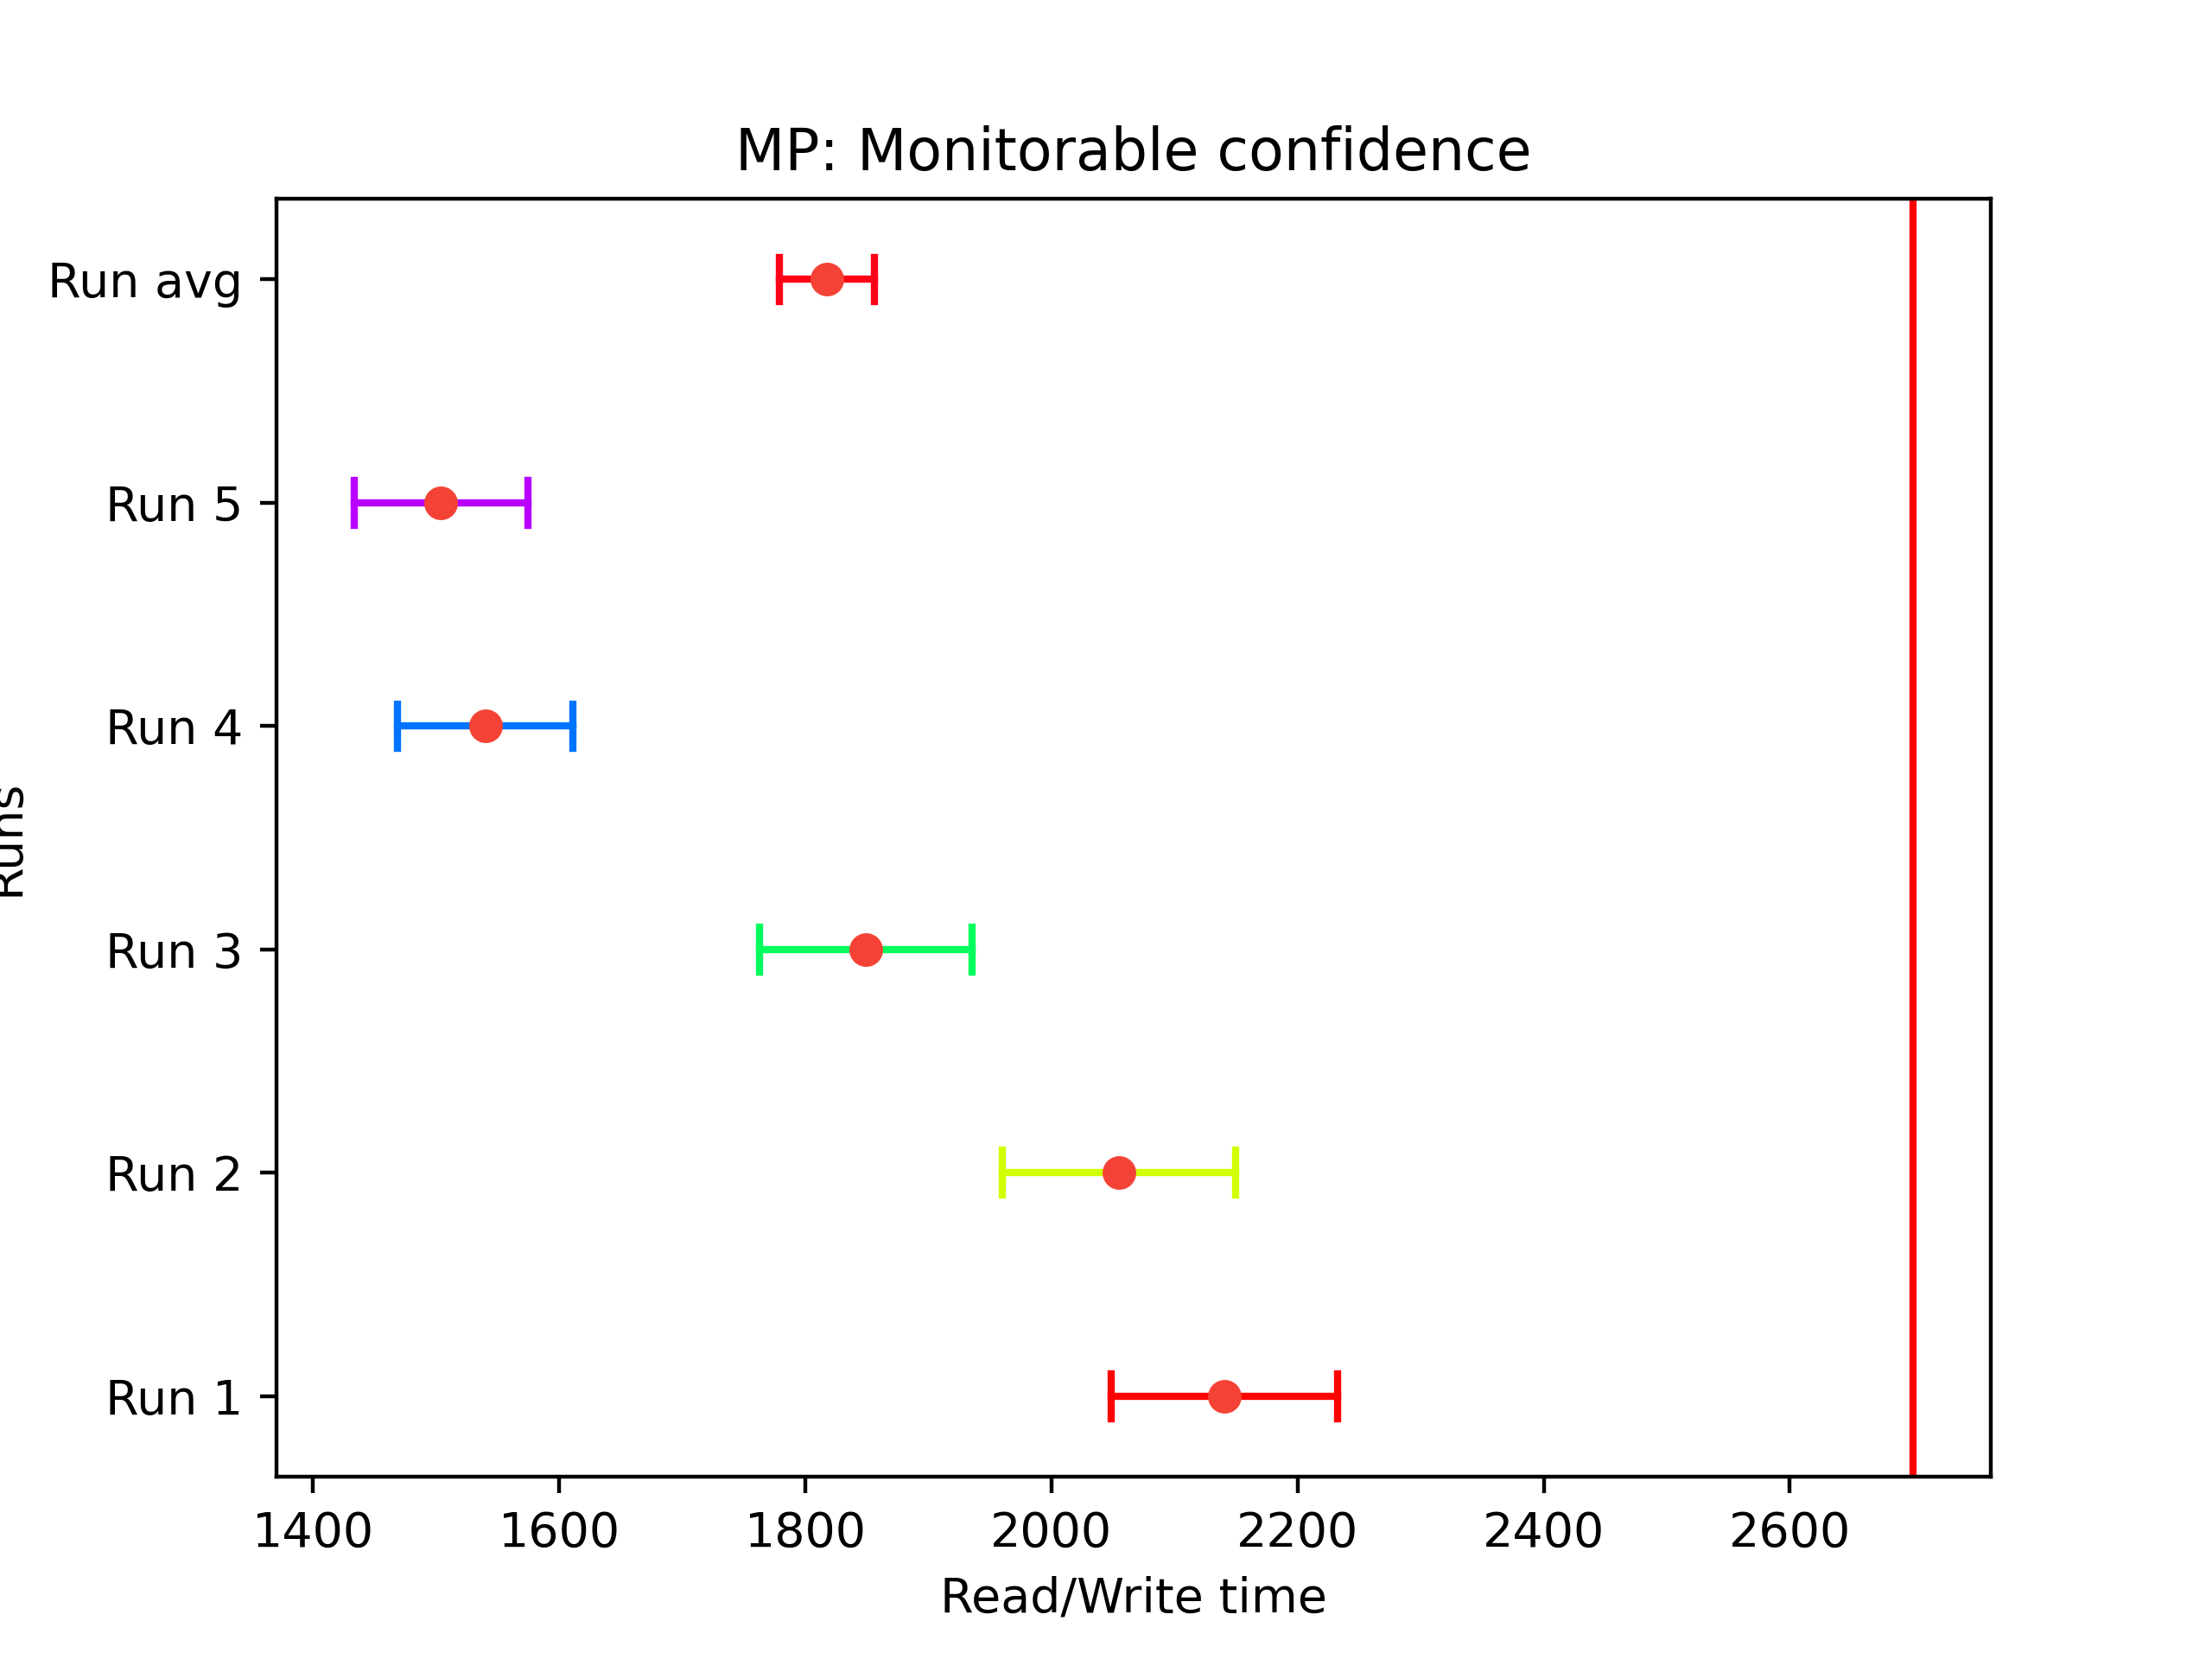 MP: Monitorable confidence
Run avg
Run 5
Run 4
Runs
Run 3
Run 2
Run 1
1400 1600 1800 2000 2200 2400 2600
Read/Write time